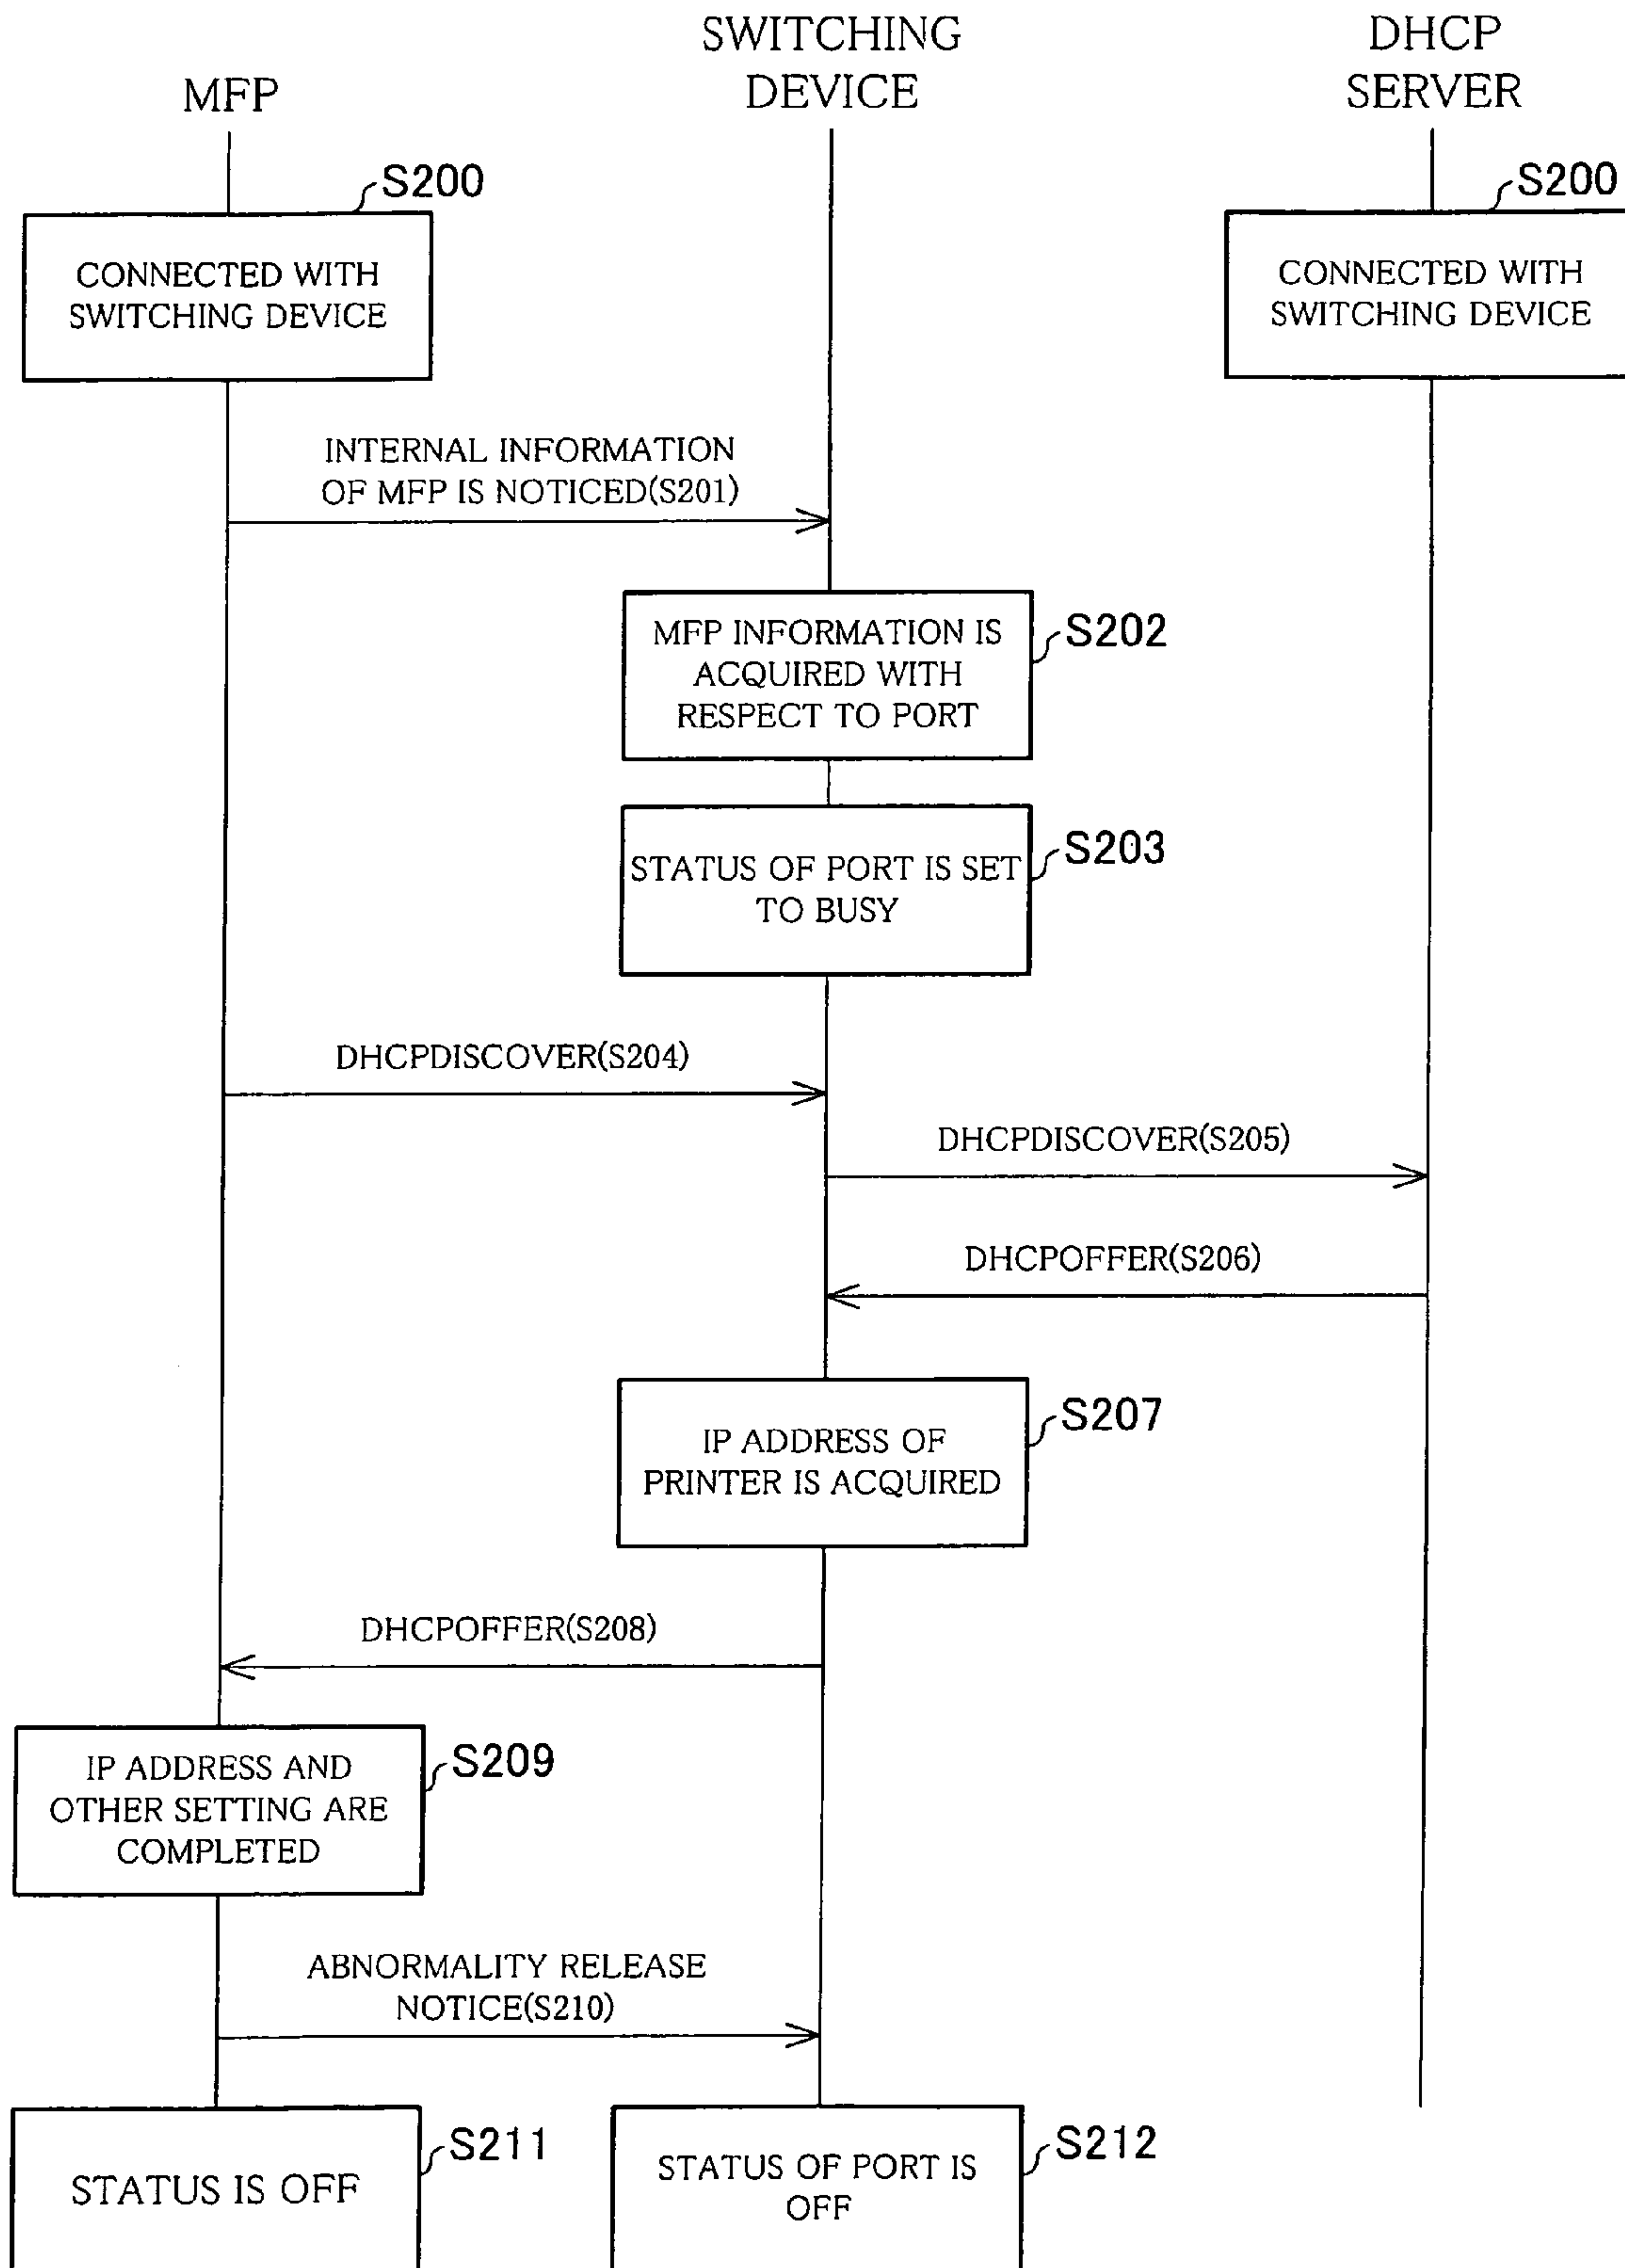 MFP
SWITCHING
DEVICE
DHCP
SERVER
S200
CONNECTED WITH
SWITCHING DEVICE
S200
CONNECTED WITH
SWITCHING DEVICE
INTERNAL INFORMATION
OF MFP IS NOTICED(S201)
MFP INFORMATION IS
ACQUIRED WITH
RESPECT TO PORT
S202
STATUS OF PORT IS SET
TO BUSY
S203
DHCPDISCOVER(S204)
DHCPDISCOVER(S205)
DHCPOFFER(S206)
IP ADDRESS OF
PRINTER IS ACQUIRED
S207
DHCPOFFER(S208)
IP ADDRESS AND
OTHER SETTING ARE
COMPLETED
S209
ABNORMALITY RELEASE
NOTICE(S210)
STATUS IS OFF
S211
STATUS OF PORT IS
OFF
S212